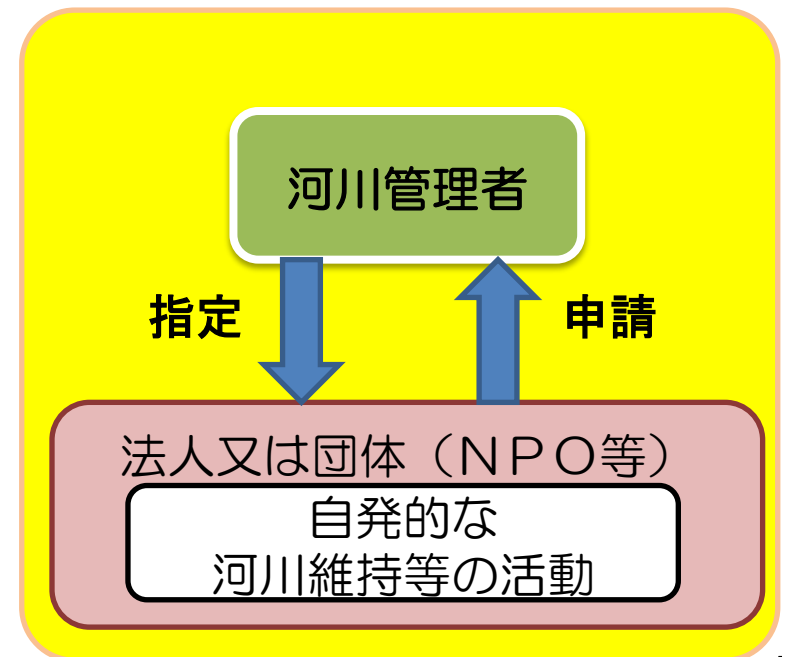 河川管理者
指定
申請
法人又は団体（ＮＰＯ等）
自発的な
河川維持等の活動